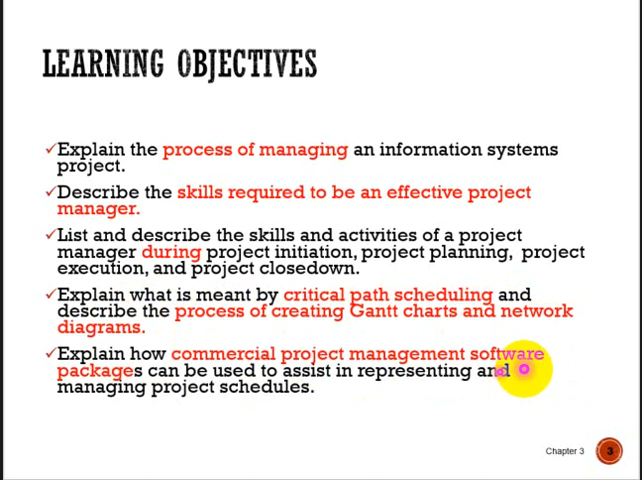 LEARNING OBJECTIVES
✓Explain the process of managing an information systems
project.
✓Describe the skills required to be an effective project
manager.
✓List and describe the skills and activities of a project
manager during project initiation, project planning, project
execution, and project closedown.
✓Explain what is meant by critical path scheduling and
describe the process of creating Gantt charts and network
diagrams.
✓Explain how commercial project management software
packages can be used to assist in representing and
managing project schedules.
Chapter 3
3